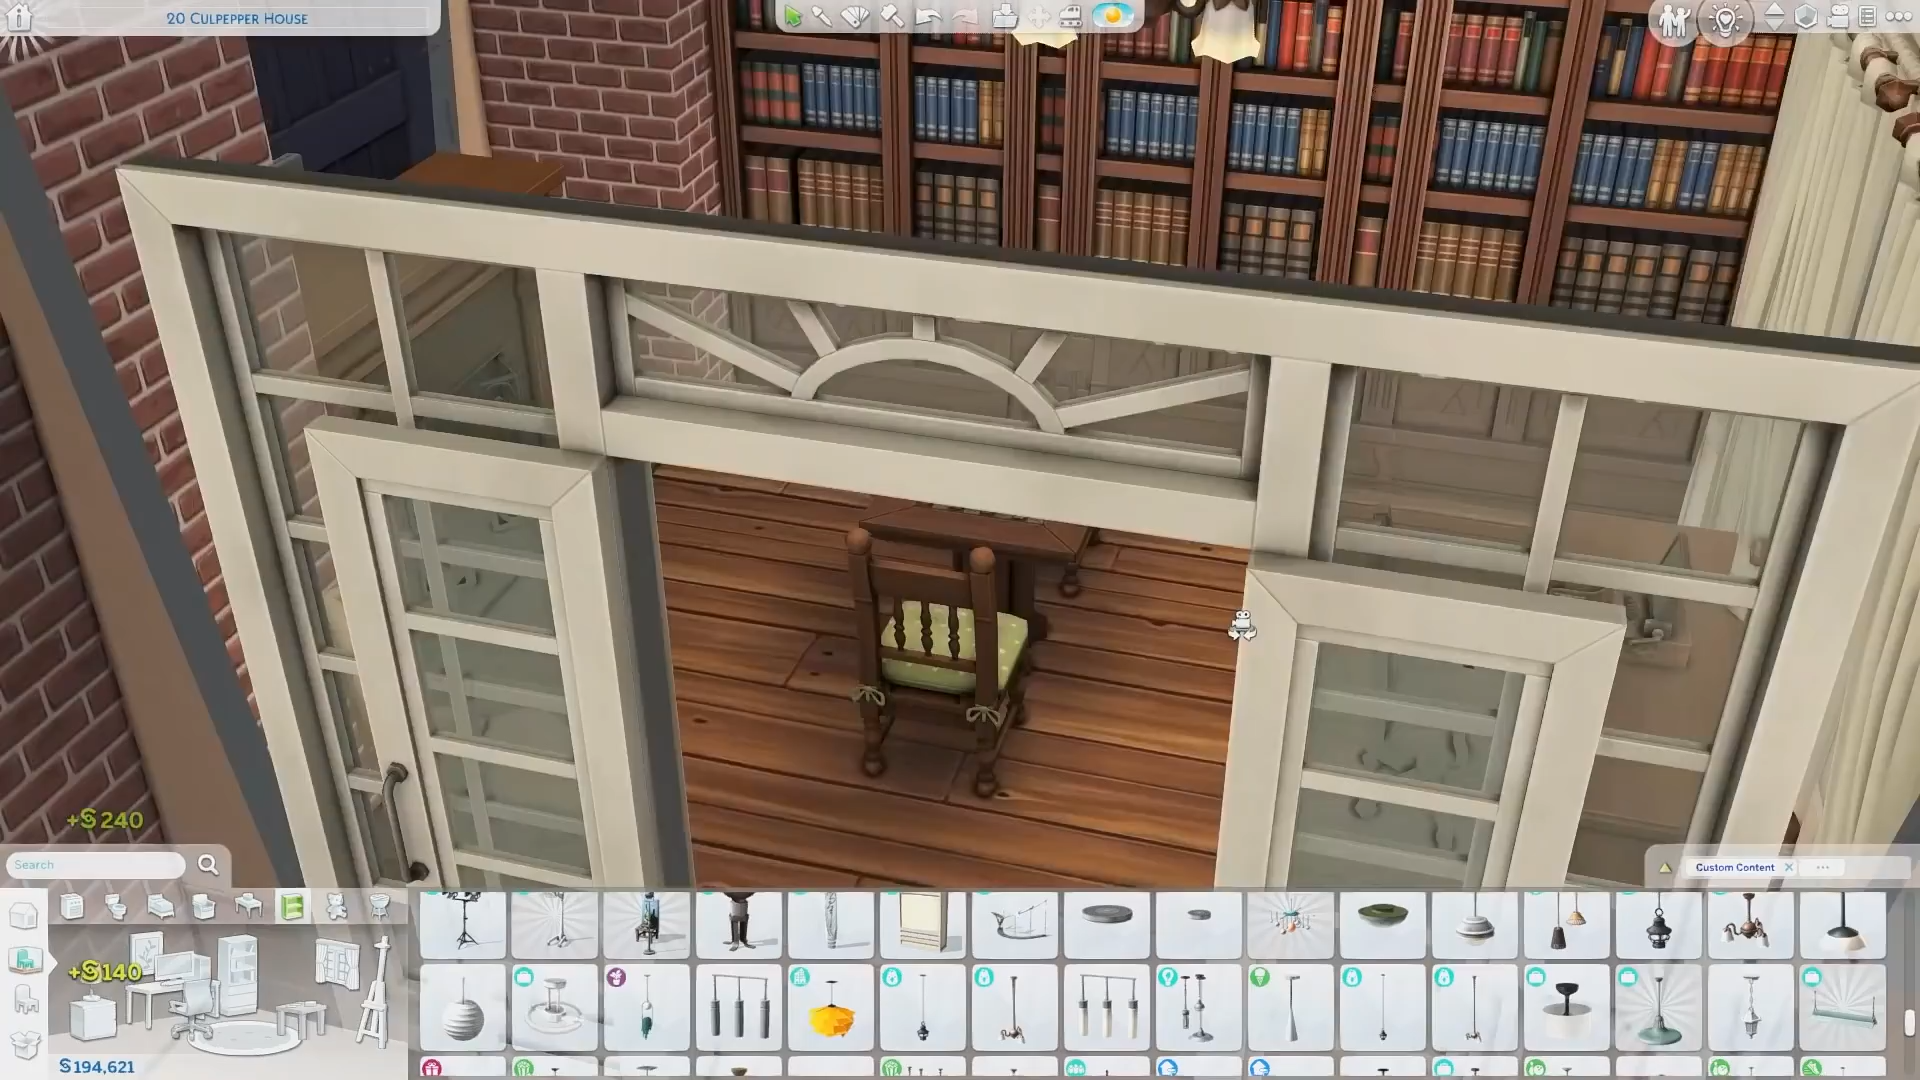 20 CULPEPPER HOUSE
+§240
Search
Custom Content
+§140
§194,621